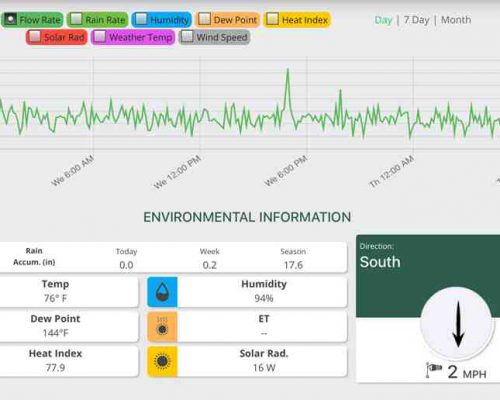 Flow Rate Rain Rate Humidity Dew Point Heat Index Day | 7 Day | Month
Solar Rad Weather Temp Wind Speed
We 6:00 AM We 12:00 PM We 6:00 PM Th 12:00 AM
ENVIRONMENTAL INFORMATION
Rain Accum. (in)
Today
0.0
Week
0.2
Season
17.6
Temp
76° F
Humidity
94%
Dew Point
144°F
ET
--
Heat Index
77.9
Solar Rad.
16 W
Direction:
South
2 MPH